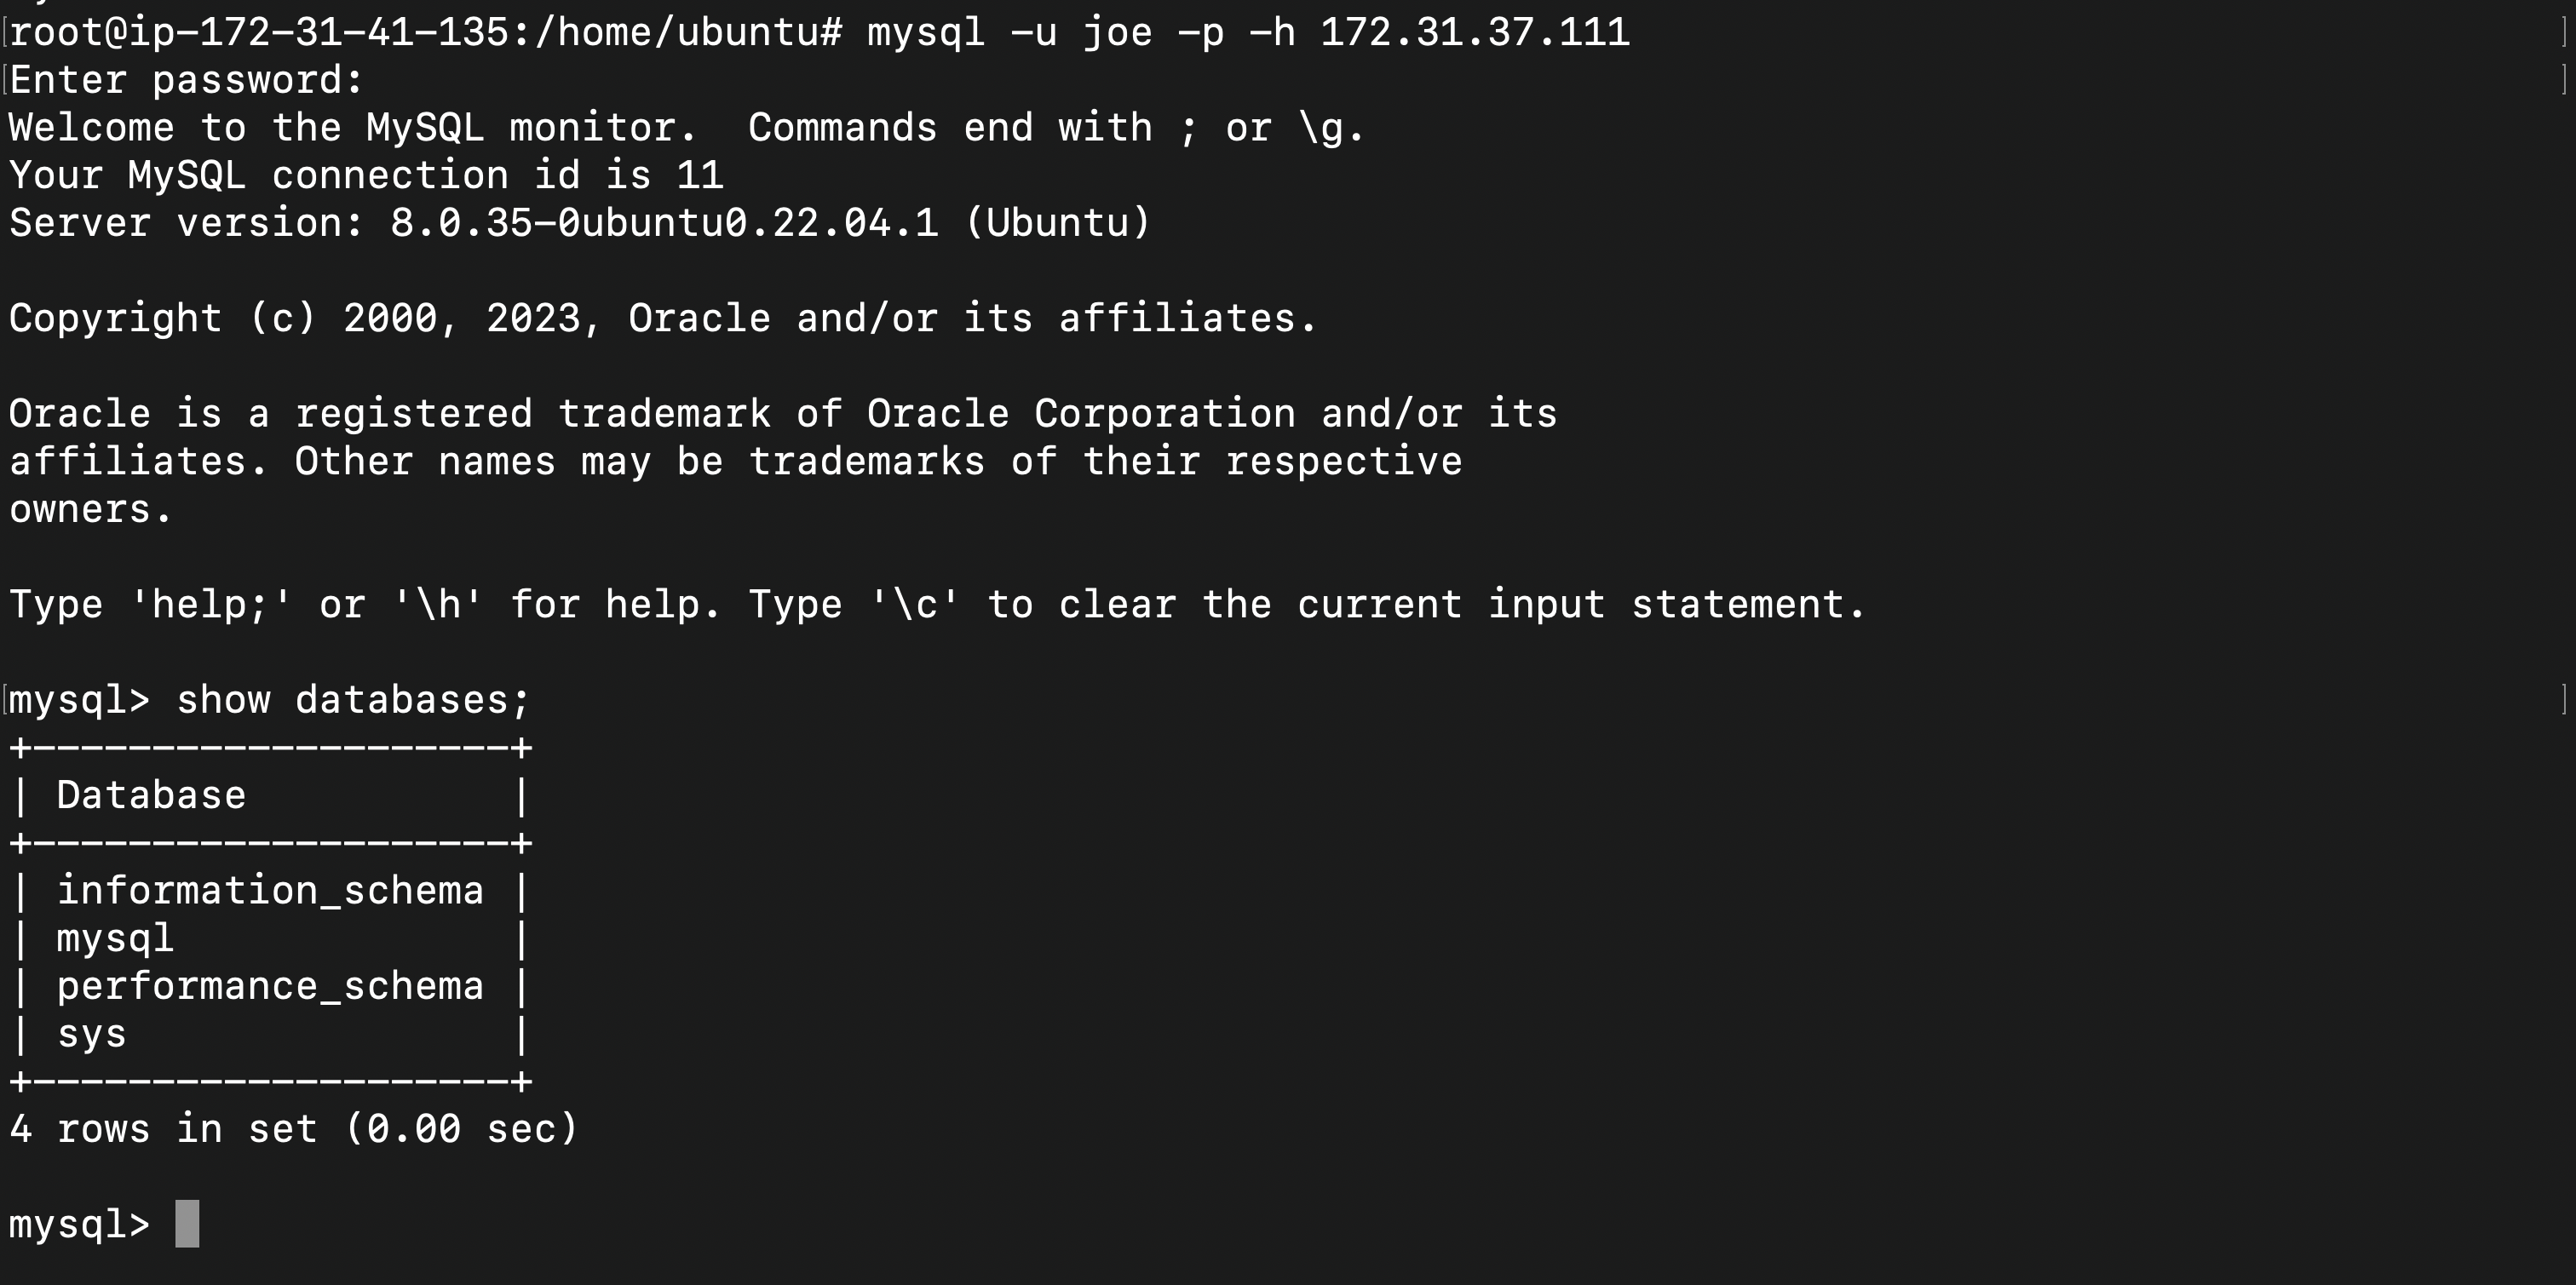 root@ip-172-31-41-135:/home/ubuntu# mysql -u joe -p -h 172.31.37.111
Enter password:
Welcome to the MySQL monitor.  Commands end with ; or \g.
Your MySQL connection id is 11
Server version: 8.0.35-0ubuntu0.22.04.1 (Ubuntu)

Copyright (c) 2000, 2023, Oracle and/or its affiliates.

Oracle is a registered trademark of Oracle Corporation and/or its
affiliates. Other names may be trademarks of their respective
owners.

Type 'help;' or '\h' for help. Type '\c' to clear the current input statement.

mysql> show databases;
+--------------------+
| Database           |
+--------------------+
| information_schema |
| mysql              |
| performance_schema |
| sys                |
+--------------------+
4 rows in set (0.00 sec)

mysql>